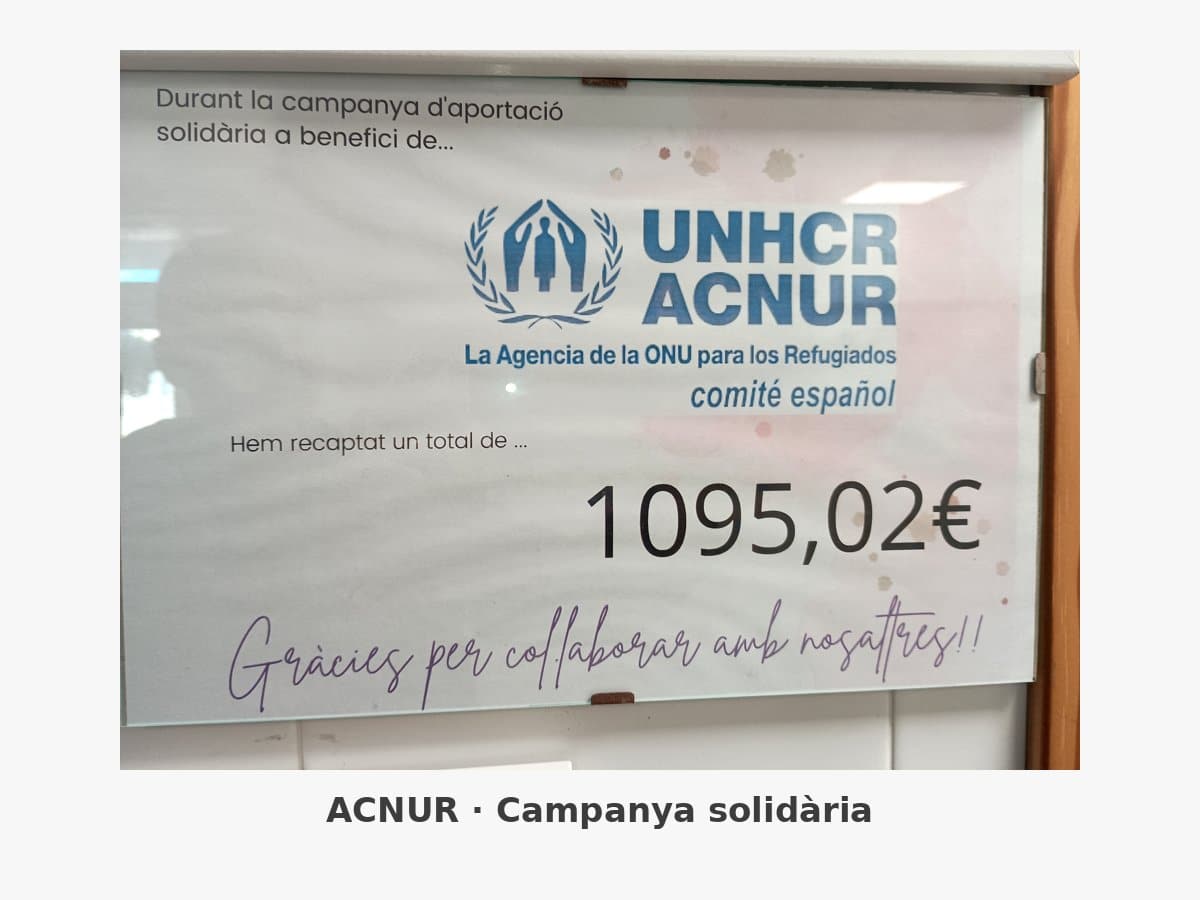 Durant la campanya d'aportació
solidària a benefici de...
UNHCR
ACNUR
La Agencia de la ONU para los Refugiados
comité español
Hem recaptat un total de ...
1095,02€
Gràcies per col·laborar amb nosaltres!!
ACNUR · Campanya solidària